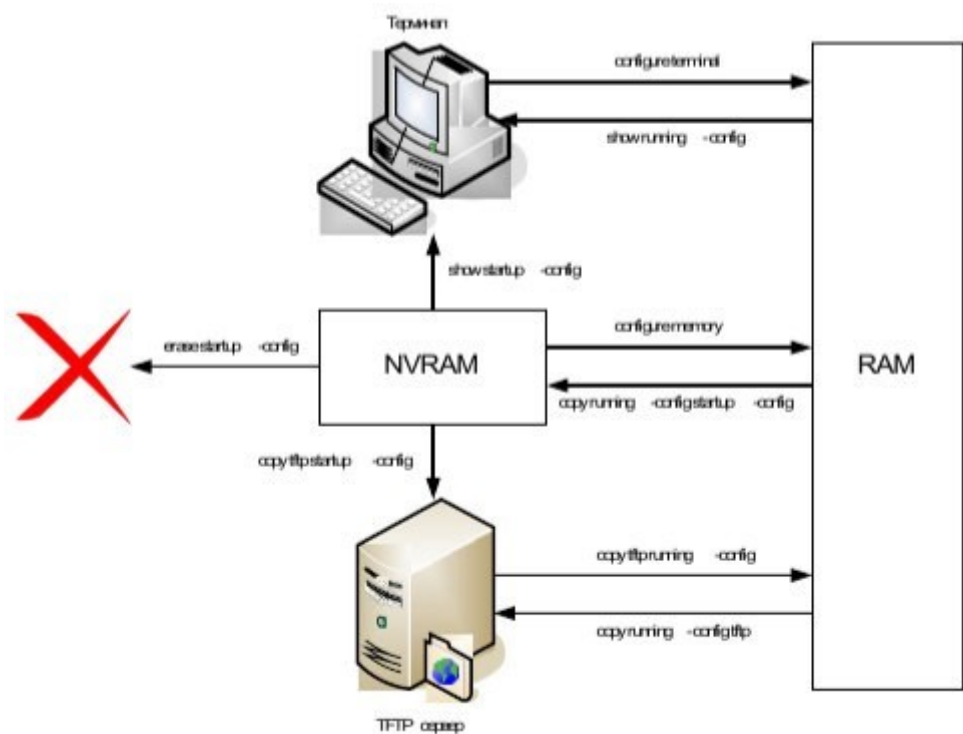 Терминал
configure terminal
show running -config
show startup -config
configure memory
erase startup -config
NVRAM
RAM
copy running -config startup -config
copy tftp startup -config
copy tftp running -config
copy running -config tftp
TFTP сервер